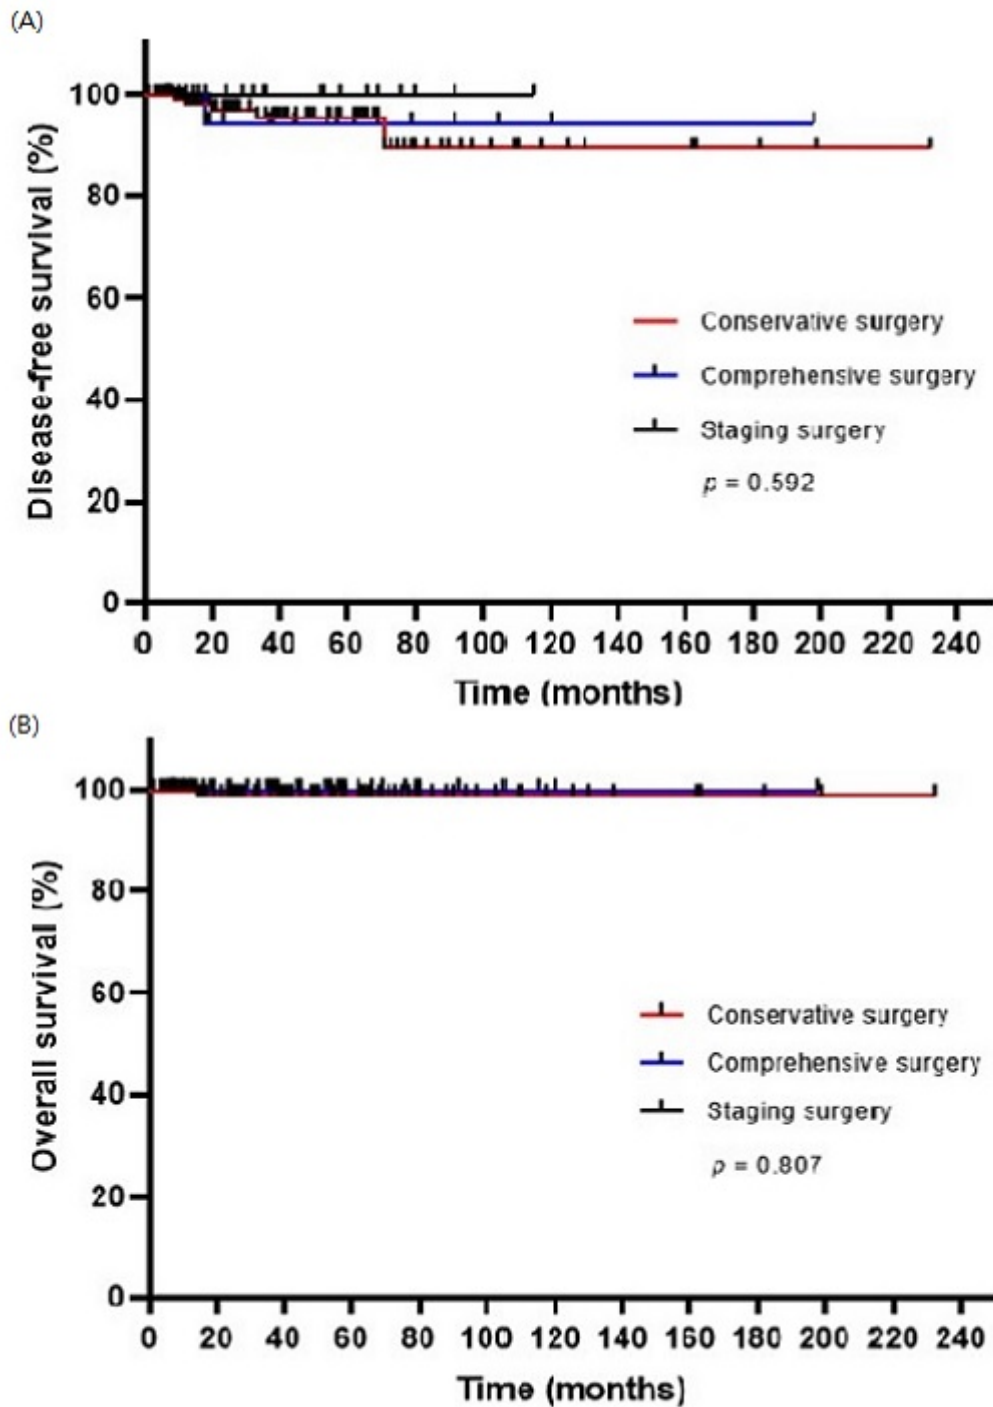 (A)
Disease-free survival (%)
100
80
60
40
20
0
Conservative surgery
Comprehensive surgery
Staging surgery
p = 0.592
0 20 40 60 80 100 120 140 160 180 200 220 240
Time (months)
(B)
Overall survival (%)
100
80
60
40
20
0
Conservative surgery
Comprehensive surgery
Staging surgery
p = 0.807
0 20 40 60 80 100 120 140 160 180 200 220 240
Time (months)